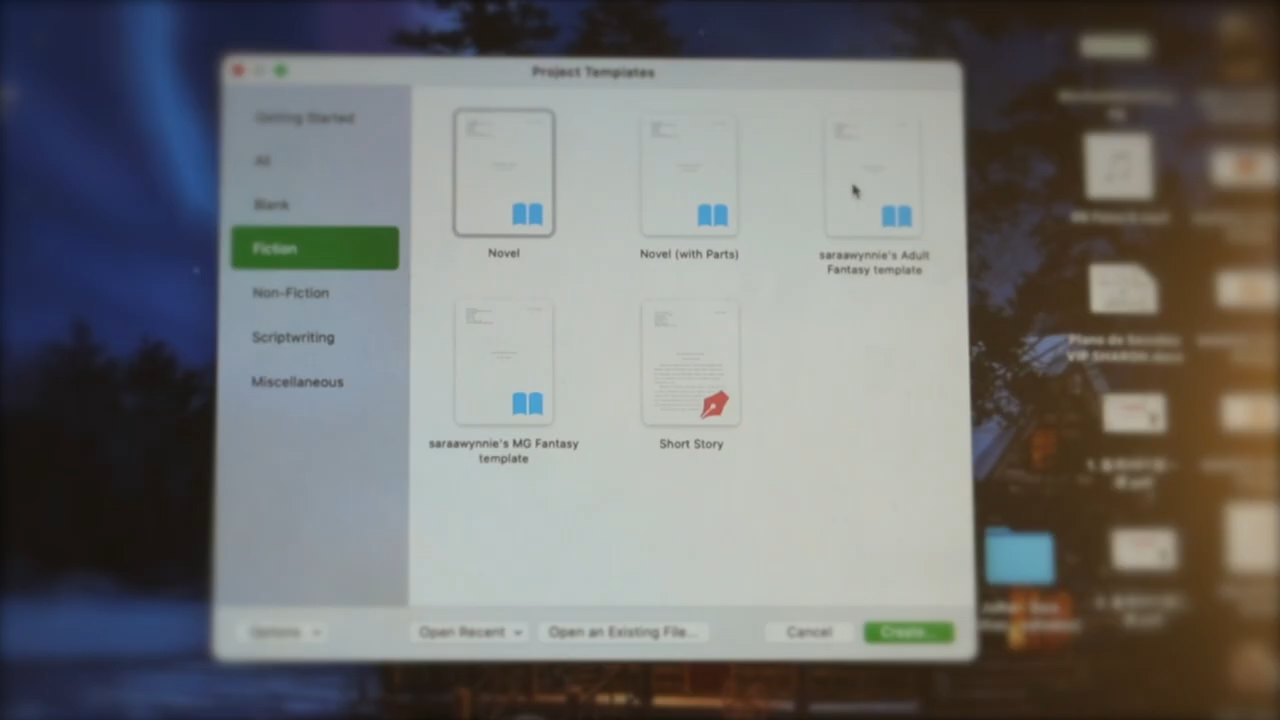 Project Templates
Getting Started
All
Blank
Fiction
Non-Fiction
Scriptwriting
Miscellaneous
Novel
Novel (with Parts)
saraawynnie's Adult
Fantasy template
saraawynnie's MG Fantasy
template
Short Story
Options
Open Recent
Open an Existing File...
Cancel
Create...